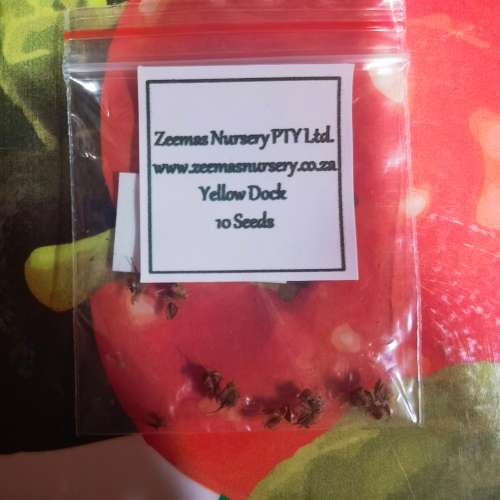 Zeemas Nursery PTY Ltd.
www.zeemasnursery.co.za
Yellow Dock
10 Seeds